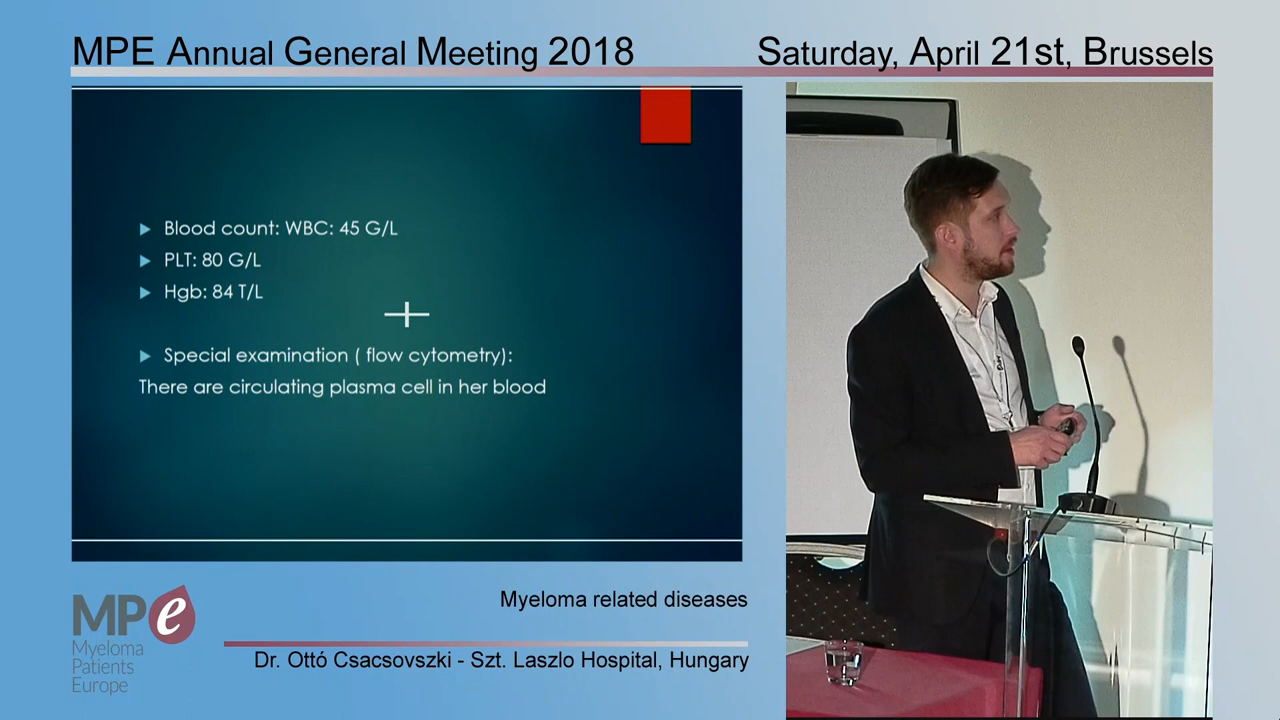 MPE Annual General Meeting 2018
Saturday, April 21st, Brussels
Blood count: WBC: 45 G/L
PLT: 80 G/L
Hgb: 84 T/L
Special examination ( flow cytometry):
There are circulating plasma cell in her blood
MPe
Myeloma
Patients
Europe
Myeloma related diseases
Dr. Ottó Csacsovszki - Szt. Laszlo Hospital, Hungary